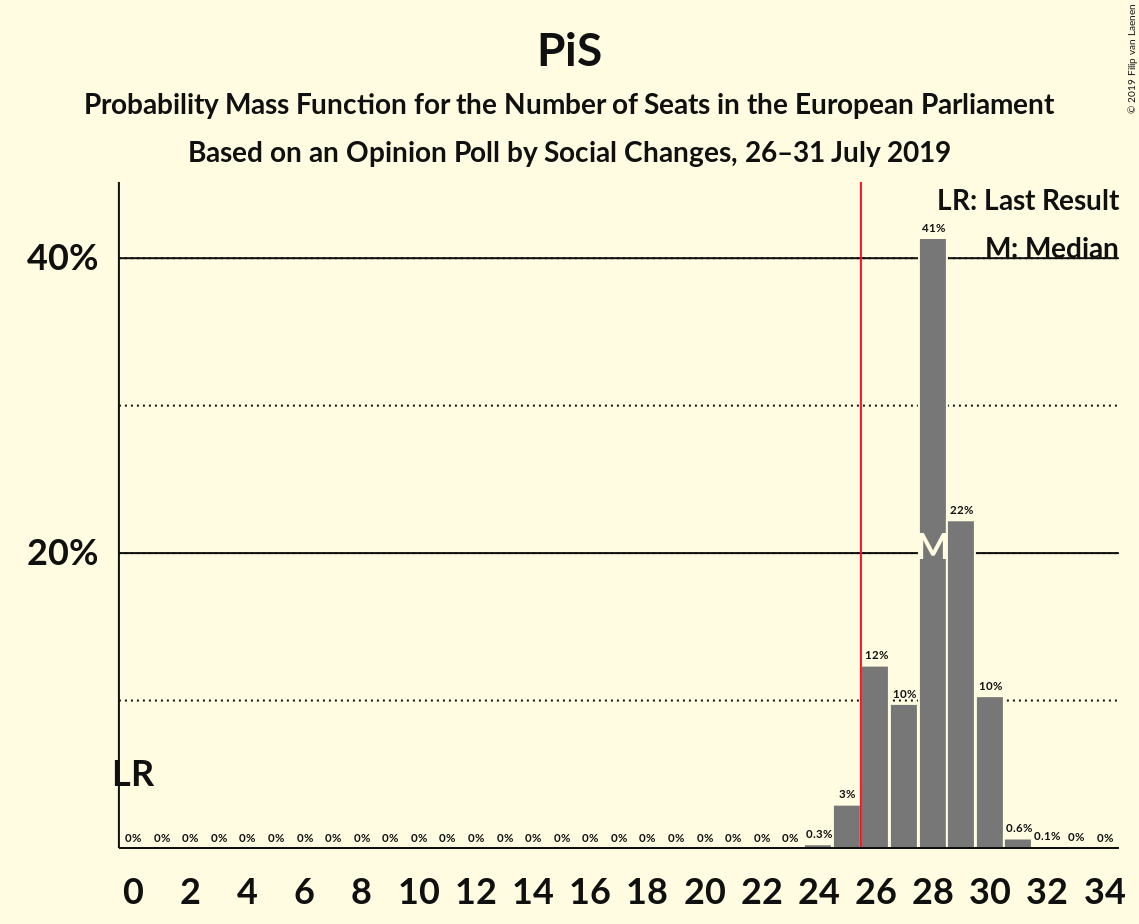 PiS
Probability Mass Function for the Number of Seats in the European Parliament
Based on an Opinion Poll by Social Changes, 26–31 July 2019
© 2019 Filip van Laenen
LR: Last Result
M: Median
40%
20%
41%
22%
M
12%
10%
10%
LR
3%
0% 0% 0% 0% 0% 0% 0% 0% 0% 0% 0% 0% 0% 0% 0% 0% 0% 0% 0% 0% 0% 0% 0% 0% 0.3% 0.6% 0.1% 0% 0%
0 2 4 6 8 10 12 14 16 18 20 22 24 26 28 30 32 34